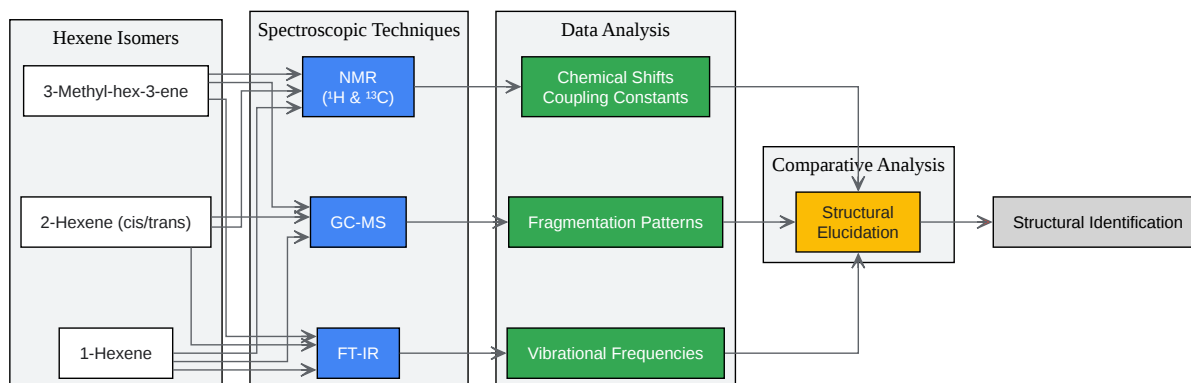 Hexene Isomers
3-Methyl-hex-3-ene
2-Hexene (cis/trans)
1-Hexene
Spectroscopic Techniques
NMR
(¹H & ¹³C)
GC-MS
FT-IR
Data Analysis
Chemical Shifts
Coupling Constants
Fragmentation Patterns
Vibrational Frequencies
Comparative Analysis
Structural
Elucidation
Structural Identification